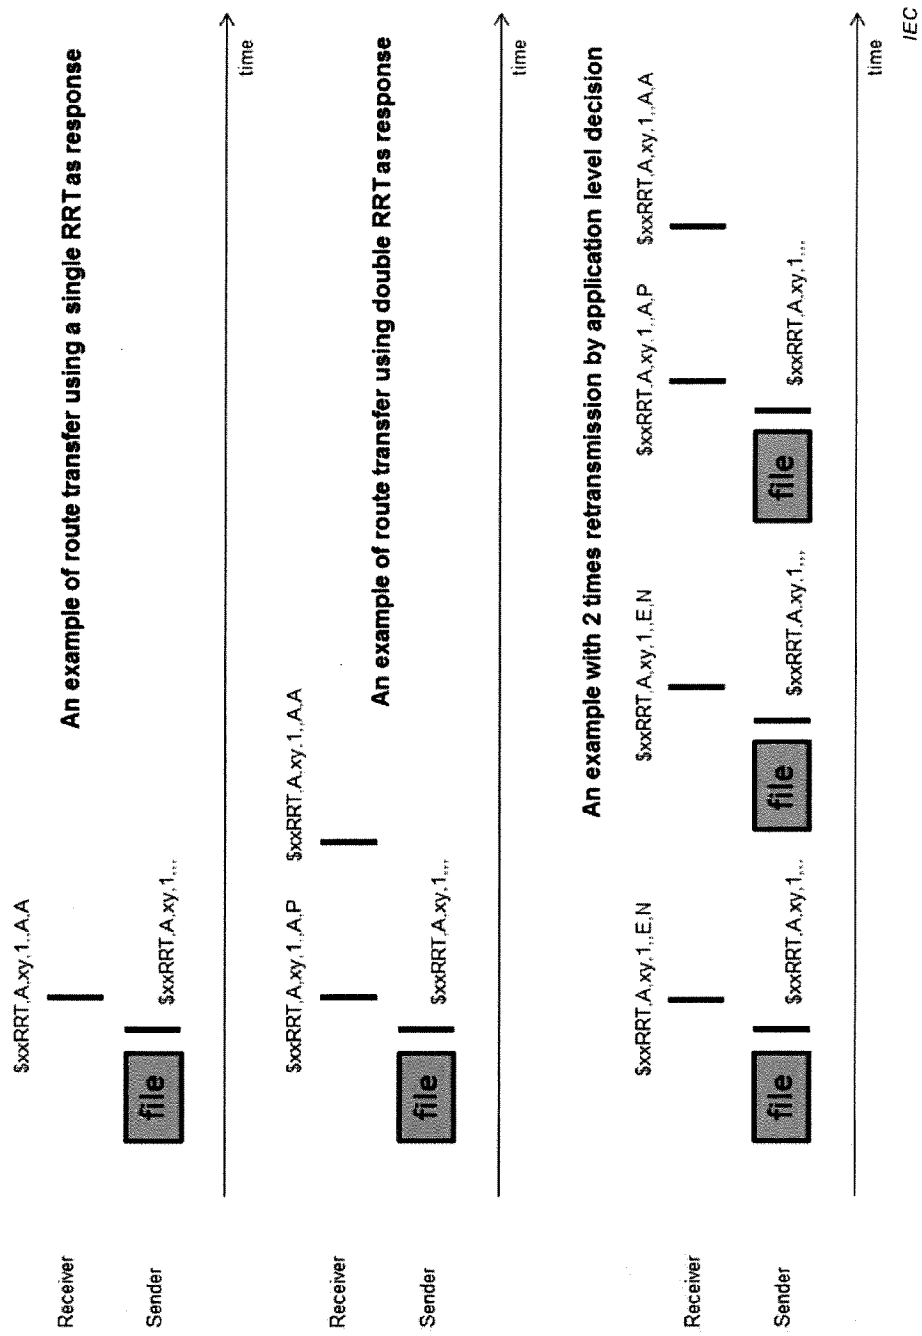 An example of route transfer using a single RRT as response
$xxRRT,A,xy,1,,A,A
Receiver
$xxRRT,A,xy,1,,,
file
Sender
time
An example of route transfer using double RRT as response
$xxRRT,A,xy,1,,A,P
$xxRRT,A,xy,1,,A,A
Receiver
$xxRRT,A,xy,1,,,
file
Sender
time
An example with 2 times retransmission by application level decision
$xxRRT,A,xy,1,,E,N
$xxRRT,A,xy,1,,E,N
$xxRRT,A,xy,1,,A,P
$xxRRT,A,xy,1,,A,A
Receiver
$xxRRT,A,xy,1,,,
$xxRRT,A,xy,1,,,
$xxRRT,A,xy,1,,,
file
file
file
Sender
time
IEC